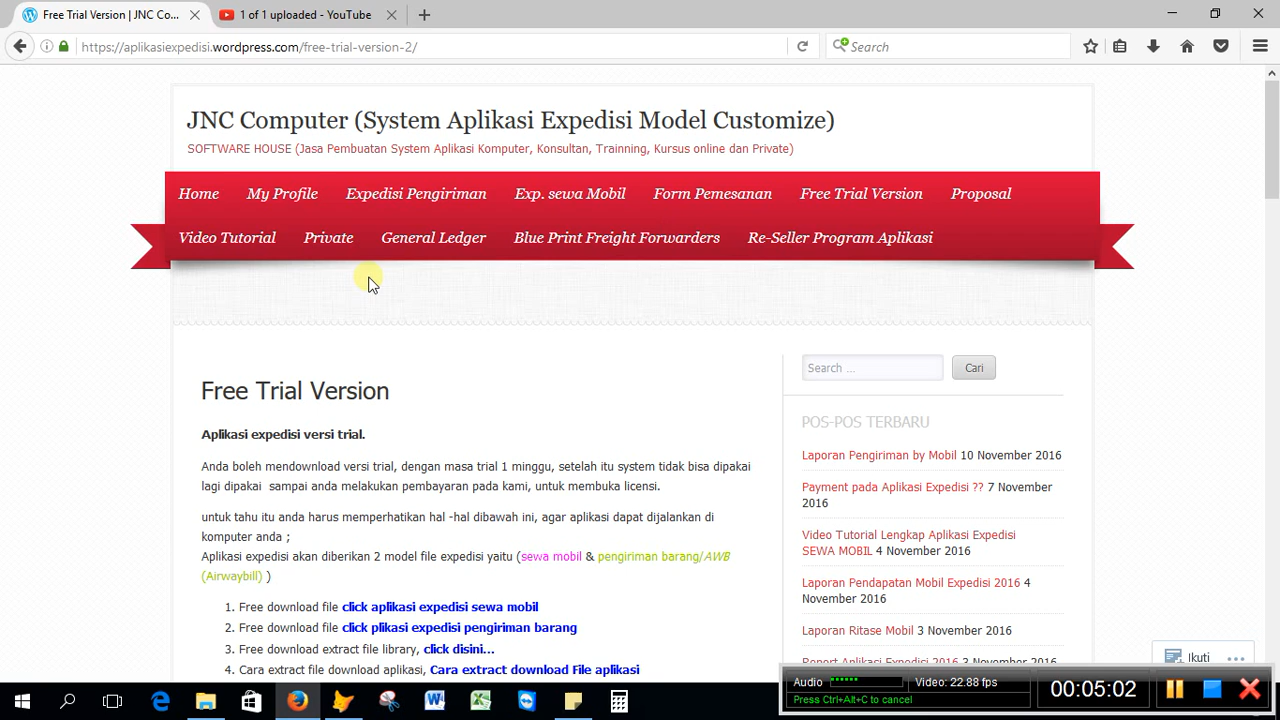 Free Trial Version | JNC Co...
1 of 1 uploaded - YouTube
https://aplikasiexpedisi.wordpress.com/free-trial-version-2/
Search
JNC Computer (System Aplikasi Expedisi Model Customize)
SOFTWARE HOUSE (Jasa Pembuatan System Aplikasi Komputer, Konsultan, Trainning, Kursus online dan Private)
Home My Profile Expedisi Pengiriman Exp. sewa Mobil Form Pemesanan Free Trial Version Proposal
Video Tutorial Private General Ledger Blue Print Freight Forwarders Re-Seller Program Aplikasi
Search ...
Cari
Free Trial Version
Aplikasi expedisi versi trial.
Anda boleh mendownload versi trial, dengan masa trial 1 minggu, setelah itu system tidak bisa dipakai
lagi dipakai sampai anda melakukan pembayaran pada kami, untuk membuka licensi.
untuk tahu itu anda harus memperhatikan hal -hal dibawah ini, agar aplikasi dapat dijalankan di
komputer anda ;
Aplikasi expedisi akan diberikan 2 model file expedisi yaitu (sewa mobil & pengiriman barang/AWB
(Airwaybill) )
1. Free download file click aplikasi expedisi sewa mobil
2. Free download file click plikasi expedisi pengiriman barang
3. Free download extract file library, click disini...
4. Cara extract file download aplikasi, Cara extract download File aplikasi
POS-POS TERBARU
Laporan Pengiriman by Mobil 10 November 2016
Payment pada Aplikasi Expedisi ?? 7 November
2016
Video Tutorial Lengkap Aplikasi Expedisi
SEWA MOBIL 4 November 2016
Laporan Pendapatan Mobil Expedisi 2016 4
November 2016
Laporan Ritase Mobil 3 November 2016
Report Aplikasi Expedisi 2016 3 November 2016
Ikuti
Audio
Video: 22.88 fps
Press Ctrl+Alt+C to cancel
00:05:02